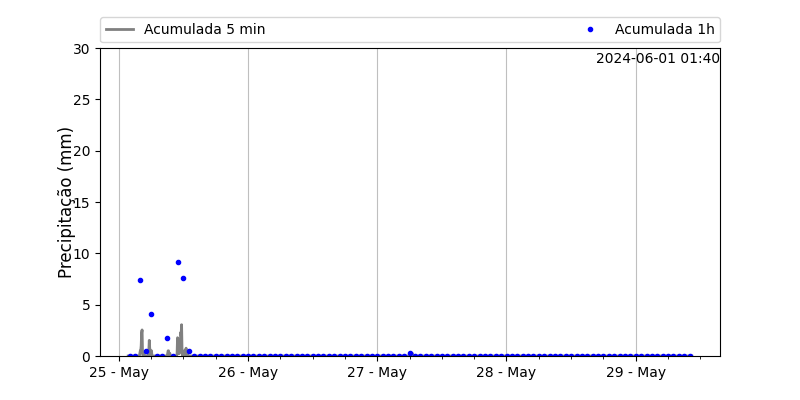 Acumulada 5 min
Acumulada 1h
2024-06-01 01:40
Precipitação (mm)
30
25
20
15
10
5
0
25 - May
26 - May
27 - May
28 - May
29 - May